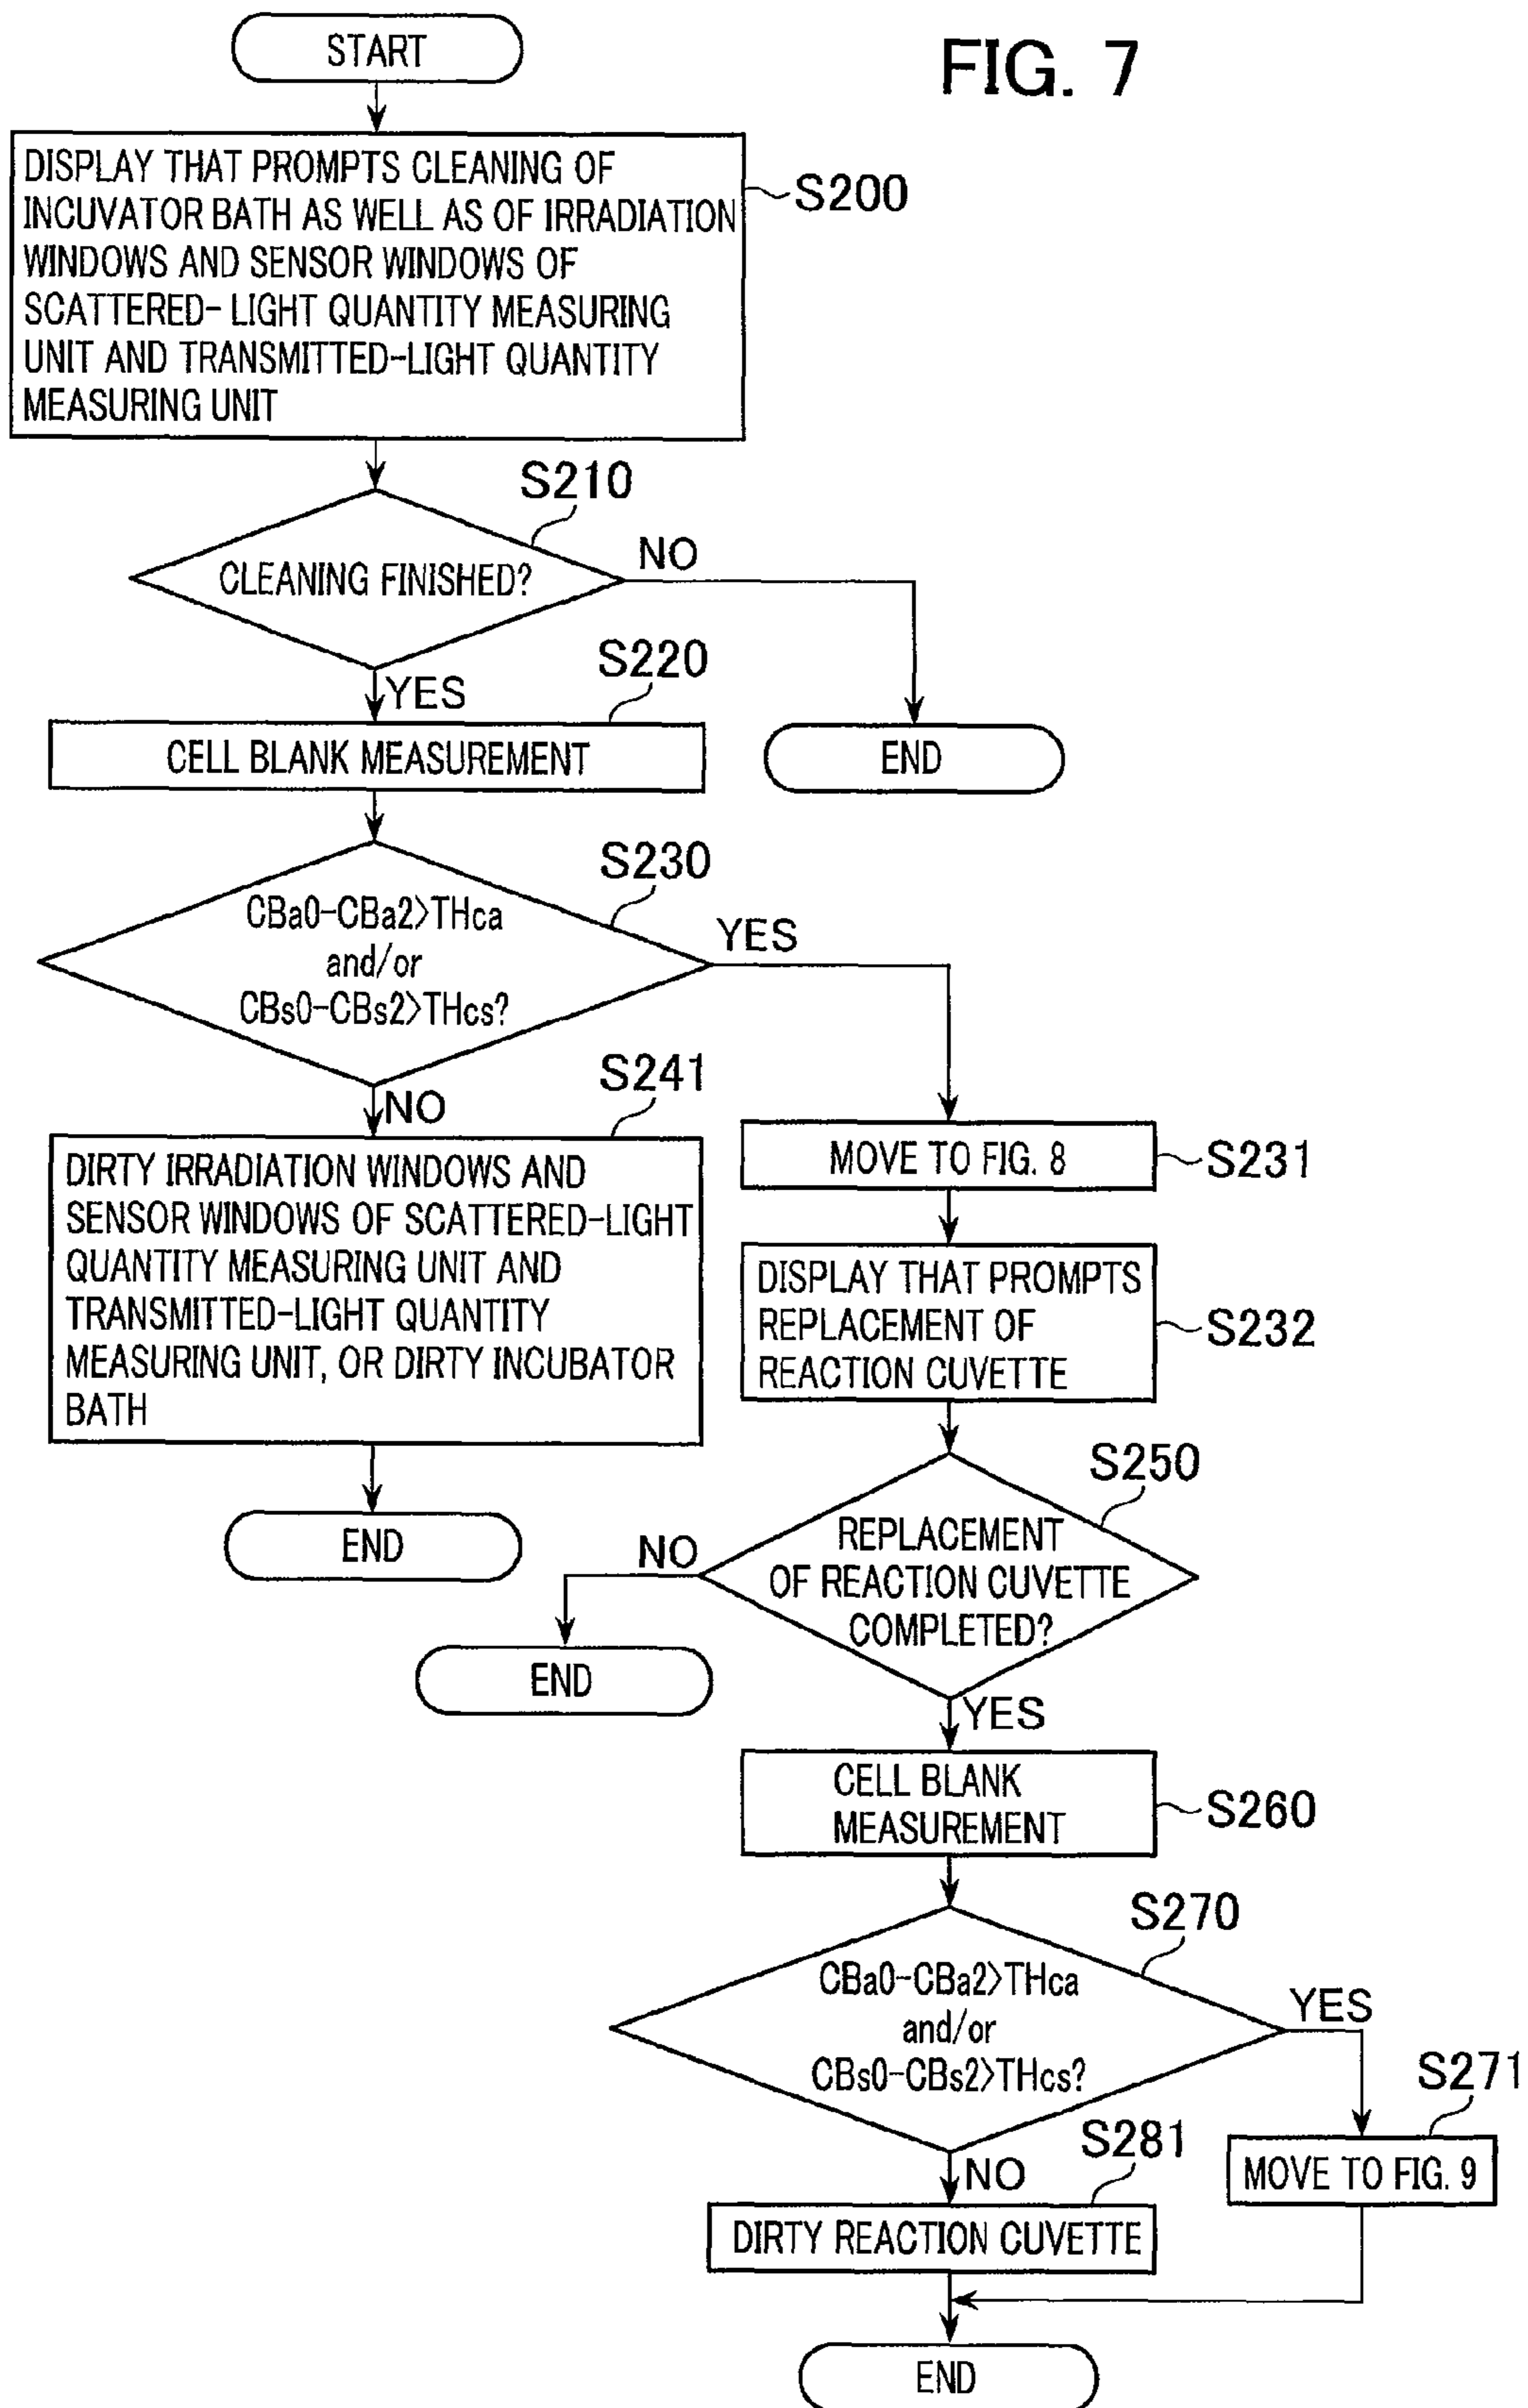 START
FIG. 7
DISPLAY THAT PROMPTS CLEANING OF
INCUVATOR BATH AS WELL AS OF IRRADIATION
WINDOWS AND SENSOR WINDOWS OF
SCATTERED- LIGHT QUANTITY MEASURING
UNIT AND TRANSMITTED-LIGHT QUANTITY
MEASURING UNIT
S200
S210
CLEANING FINISHED?
NO
YES
S220
CELL BLANK MEASUREMENT
END
S230
CBa0-CBa2>THca
and/or
CBs0-CBs2>THcs?
YES
NO
S241
DIRTY IRRADIATION WINDOWS AND
SENSOR WINDOWS OF SCATTERED-LIGHT
QUANTITY MEASURING UNIT AND
TRANSMITTED-LIGHT QUANTITY
MEASURING UNIT, OR DIRTY INCUBATOR
BATH
END
MOVE TO FIG. 8
S231
DISPLAY THAT PROMPTS
REPLACEMENT OF
REACTION CUVETTE
S232
S250
REPLACEMENT
OF REACTION CUVETTE
COMPLETED?
NO
END
YES
CELL BLANK
MEASUREMENT
S260
S270
CBa0-CBa2>THca
and/or
CBs0-CBs2>THcs?
YES
S271
MOVE TO FIG. 9
NO
S281
DIRTY REACTION CUVETTE
END